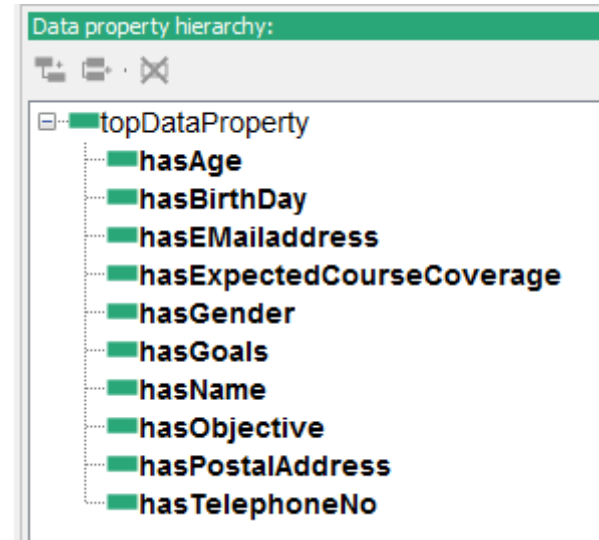 Data property hierarchy:
topDataProperty
hasAge
hasBirthDay
hasEMailaddress
hasExpectedCourseCoverage
hasGender
hasGoals
hasName
hasObjective
hasPostalAddress
hasTelephoneNo